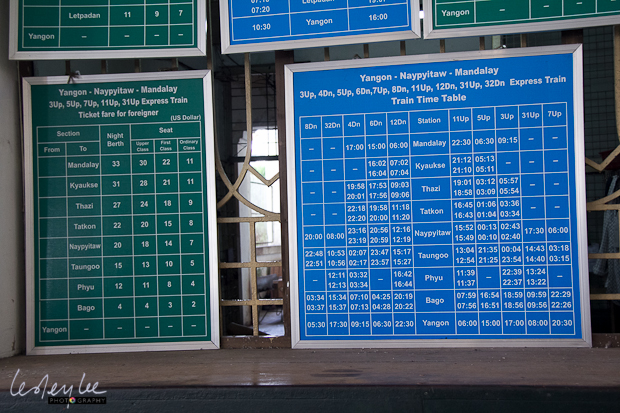 Letpadan 11 9 7
Yangon – – –
07:20
10:30 Yangon 16:00
Yangon – – – –
Yangon - Naypyitaw - Mandalay
3Up, 5Up, 7Up, 11Up, 31Up Express Train
Ticket fare for foreigner
(US Dollar)
Section Night Berth Seat
From To Upper Class First Class Ordinary Class
Mandalay 33 30 22 11
Kyaukse 31 28 21 11
Thazi 27 24 18 9
Tatkon 22 20 15 8
Naypyitaw 20 18 14 7
Taungoo 15 13 10 5
Phyu 12 11 8 4
Bago 4 4 3 2
Yangon – – – –
Yangon - Naypyitaw - Mandalay
3Up, 4Dn, 5Up, 6Dn,7Up, 8Dn, 11Up, 12Dn, 31Up, 32Dn Express Train
Train Time Table
8Dn 32Dn 4Dn 6Dn 12Dn Station 11Up 5Up 3Up 31Up 7Up
– – 17:00 15:00 06:00 Mandalay 22:30 06:30 09:15 – –
– – – 16:02 07:02 Kyaukse 21:12 05:13 – – –
– – – 16:04 07:04 21:10 05:11 – – –
– – 19:58 17:53 09:03 Thazi 19:01 03:12 05:57 – –
– – 20:01 17:56 09:06 18:58 03:09 05:54 – –
– – 22:18 19:58 11:18 Tatkon 16:45 01:06 03:36 – –
– – 22:20 20:00 11:20 16:43 01:04 03:34 – –
20:00 08:00 23:16 20:56 12:16 Naypyitaw 15:52 00:13 02:43 17:30 06:00
23:19 20:59 12:19 15:49 00:10 02:40
22:48 10:53 02:07 23:47 15:17 Taungoo 13:04 21:35 00:04 14:43 03:18
22:51 10:56 02:17 23:57 15:27 12:54 21:25 23:54 14:40 03:15
– 12:11 03:32 – 16:42 Phyu 11:39 – 22:39 13:24 –
– 12:13 03:34 – 16:44 11:37 – 22:37 13:22 –
03:34 15:34 07:10 04:25 20:19 Bago 07:59 16:54 18:59 09:59 22:29
03:37 15:37 07:13 04:28 20:22 07:56 16:51 18:56 09:56 22:26
05:30 17:30 09:15 06:30 22:30 Yangon 06:00 15:00 17:00 08:00 20:30
Lesley Lee
PHOTOGRAPHY